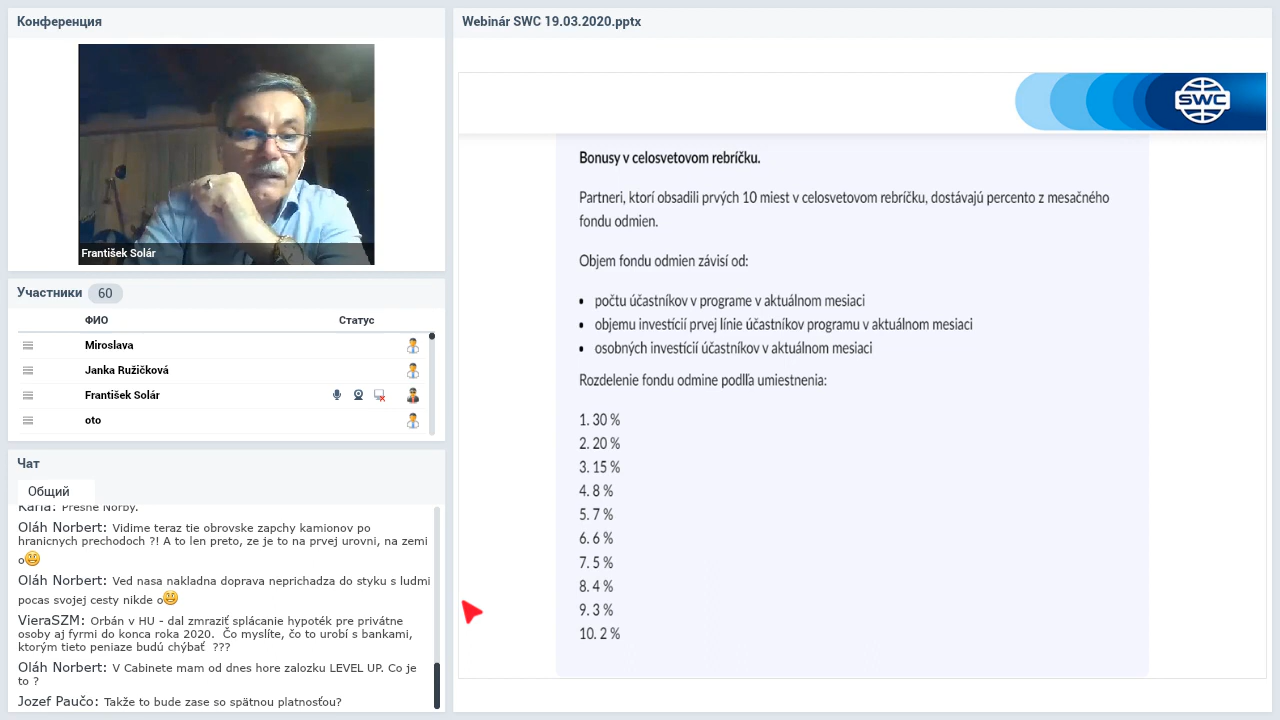 Конференция
František Solár
Участники 60
ФИО Статус
Miroslava
Janka Ružičková
František Solár
oto
Чат
Общий
Karla: Presne Norby.
Oláh Norbert: Vidime teraz tie obrovske zapchy kamionov po
hranicnych prechodoch ?! A to len preto, ze je to na prvej urovni, na zemi
o
Oláh Norbert: Ved nasa nakladna doprava neprichadza do styku s ludmi
pocas svojej cesty nikde o
VieraSZM: Orbán v HU - dal zmraziť splácanie hypoték pre privátne
osoby aj fyrmi do konca roka 2020. Čo myslíte, čo to urobí s bankami,
ktorým tieto peniaze budú chýbať ???
Oláh Norbert: V Cabinete mam od dnes hore zalozku LEVEL UP. Co je
to ?
Jozef Paučo: Takže to bude zase so spätnou platnosťou?
Webinár SWC 19.03.2020.pptx
SWC
Bonusy v celosvetovom rebríčku.
Partneri, ktorí obsadili prvých 10 miest v celosvetovom rebríčku, dostávajú percento z mesačného
fondu odmien.
Objem fondu odmien závisí od:
• počtu účastníkov v programe v aktuálnom mesiaci
• objemu investícií prvej línie účastníkov programu v aktuálnom mesiaci
• osobných investícií účastníkov v aktuálnom mesiaci
Rozdelenie fondu odmine podlľa umiestnenia:
1. 30 %
2. 20 %
3. 15 %
4. 8 %
5. 7 %
6. 6 %
7. 5 %
8. 4 %
9. 3 %
10. 2 %